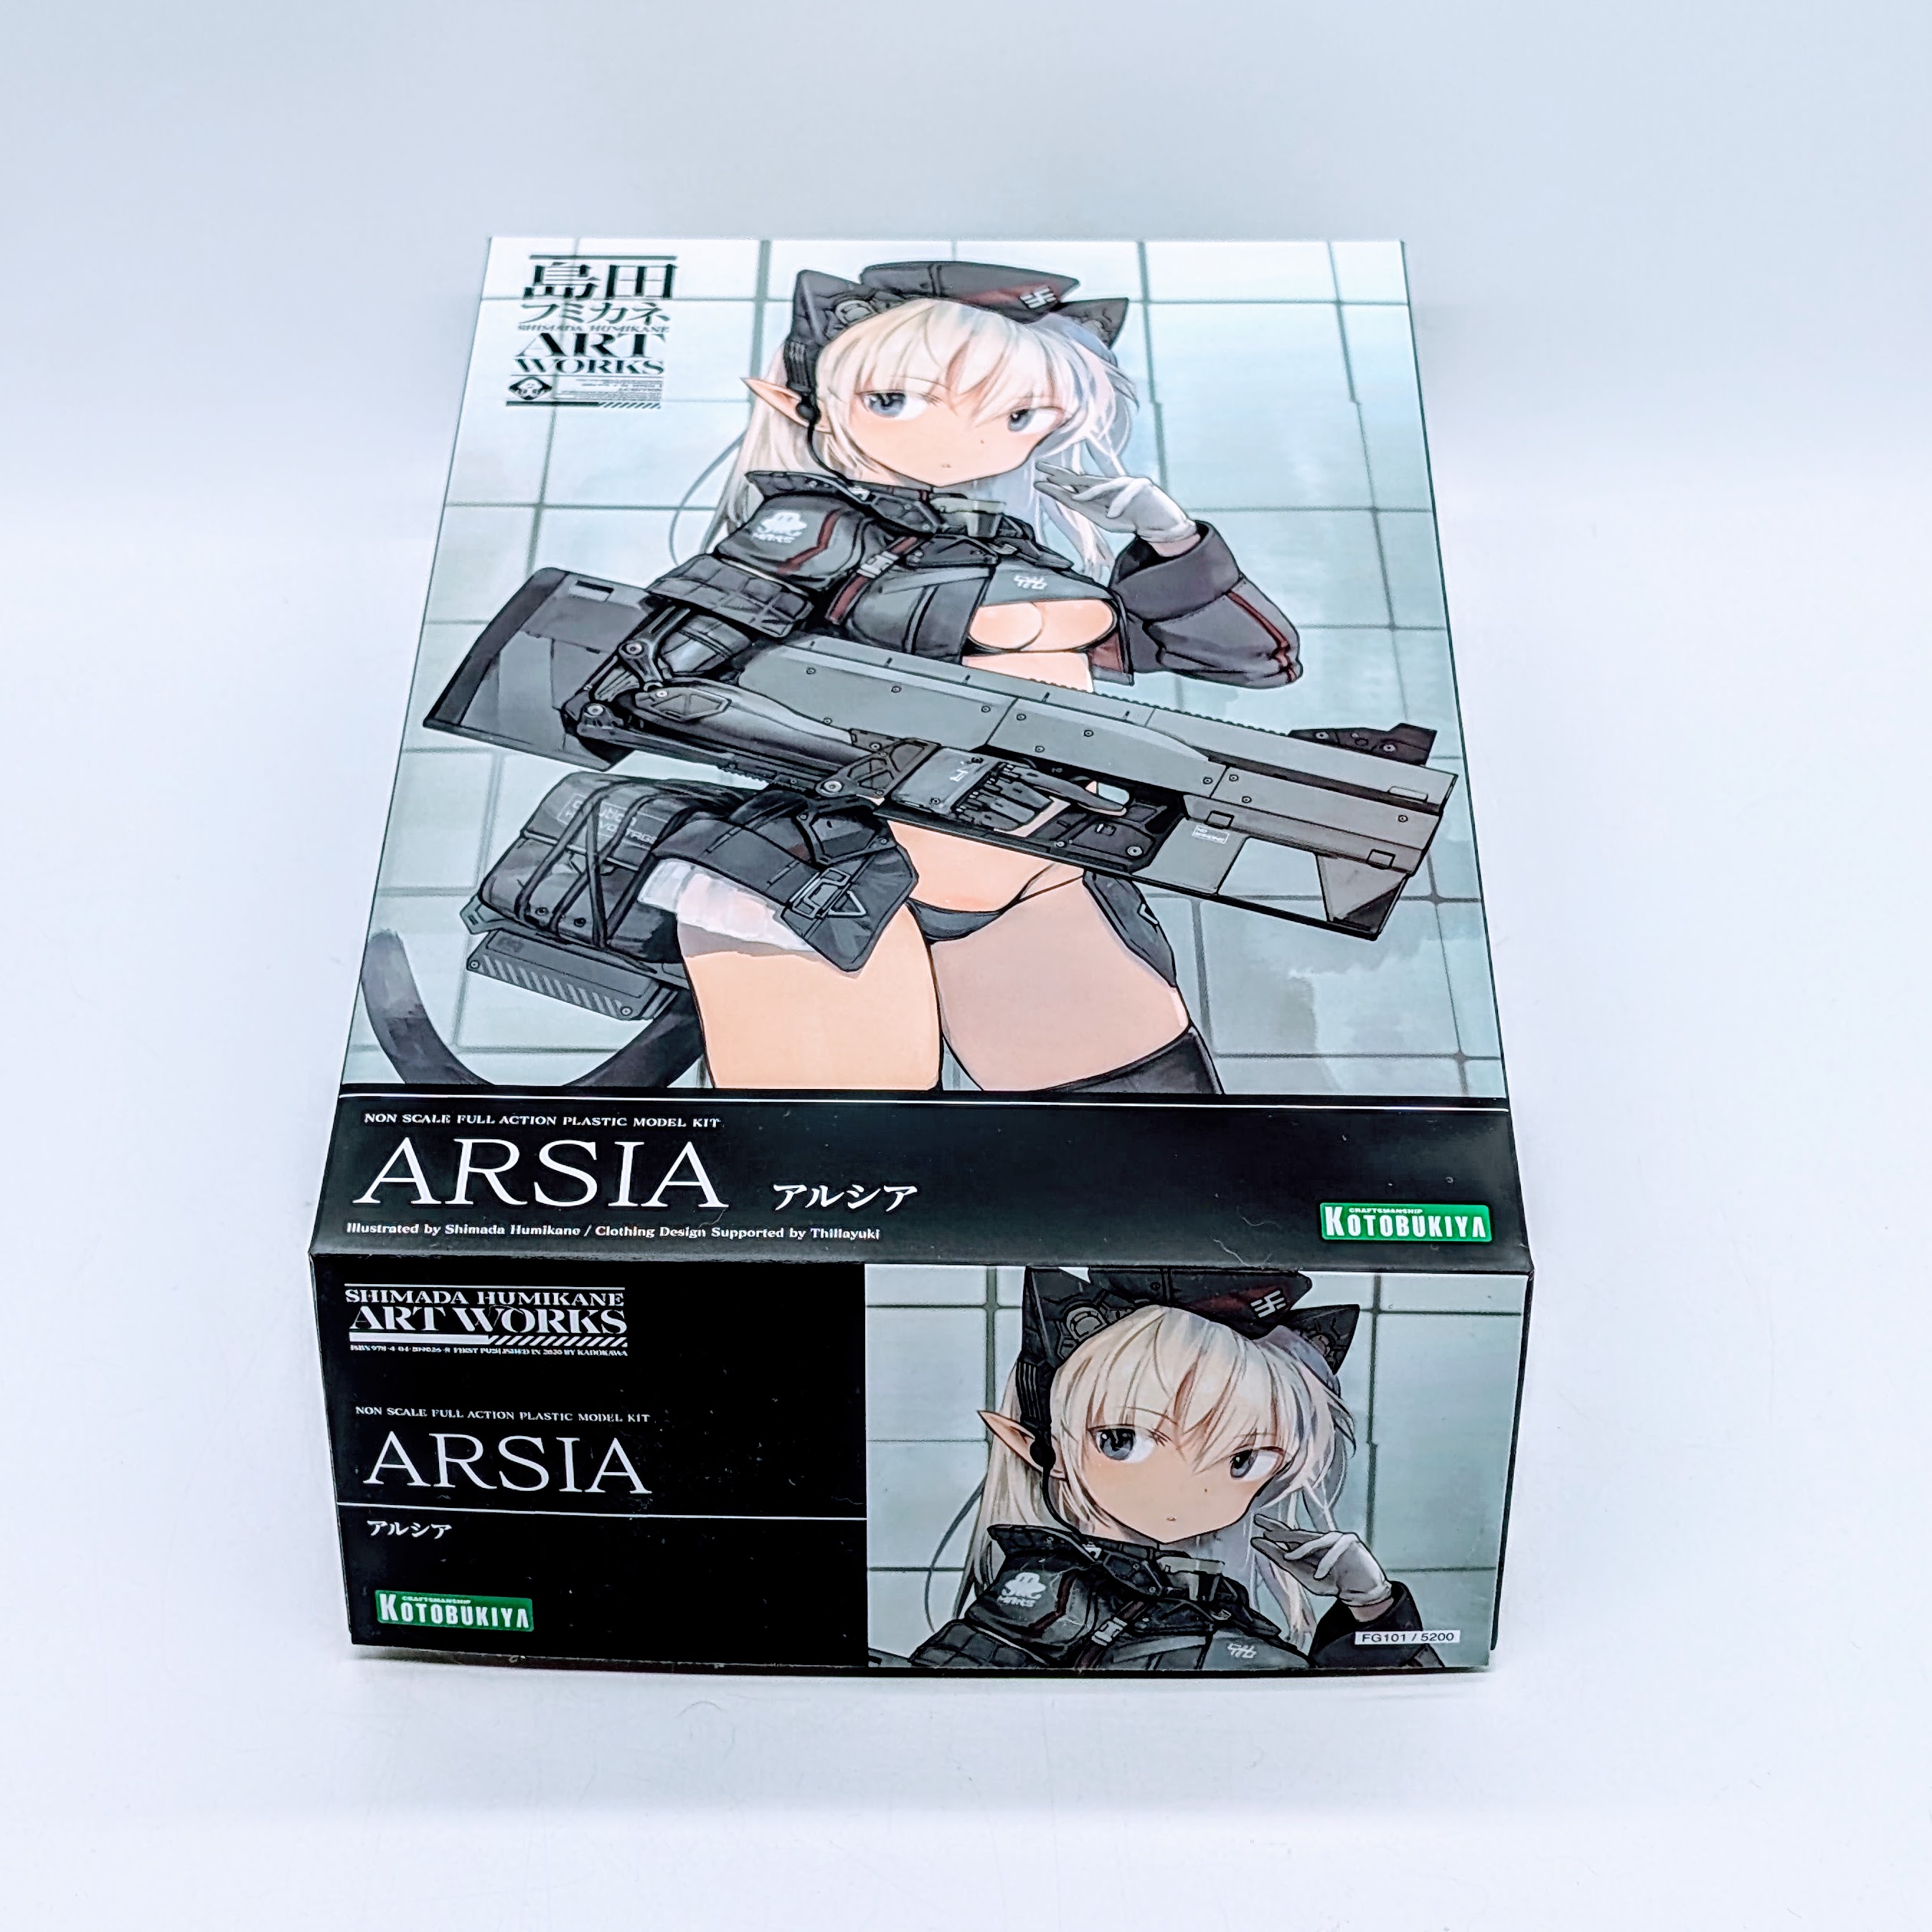 島田
フミカネ
SHIMADA HUMIKANE
ART
WORKS
NON SCALE FULL ACTION PLASTIC MODEL KIT
ARSIA アルシア
Illustrated by Shimada Humikane / Clothing Design Supported by Thillayuki
CRAFTSMANSHIP
KOTOBUKIYA
SHIMADA HUMIKANE
ART WORKS
NON SCALE FULL ACTION PLASTIC MODEL KIT
ARSIA
アルシア
CRAFTSMANSHIP
KOTOBUKIYA
FG101 / 5200